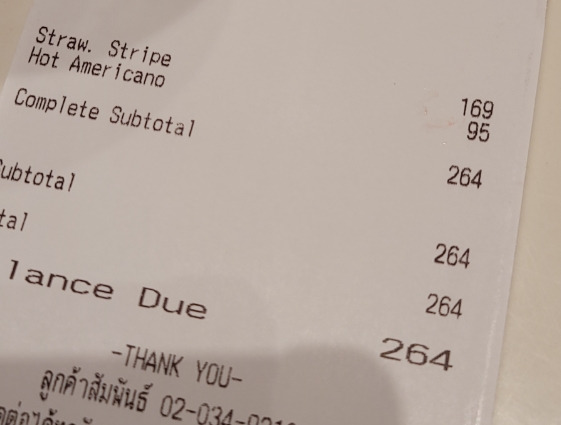 Straw. Stripe 169
Hot Americano 95
Complete Subtotal 264
ubtotal 264
tal 264
lance Due 264
-THANK YOU-
ลูกค้าสัมพันธ์ 02-034-